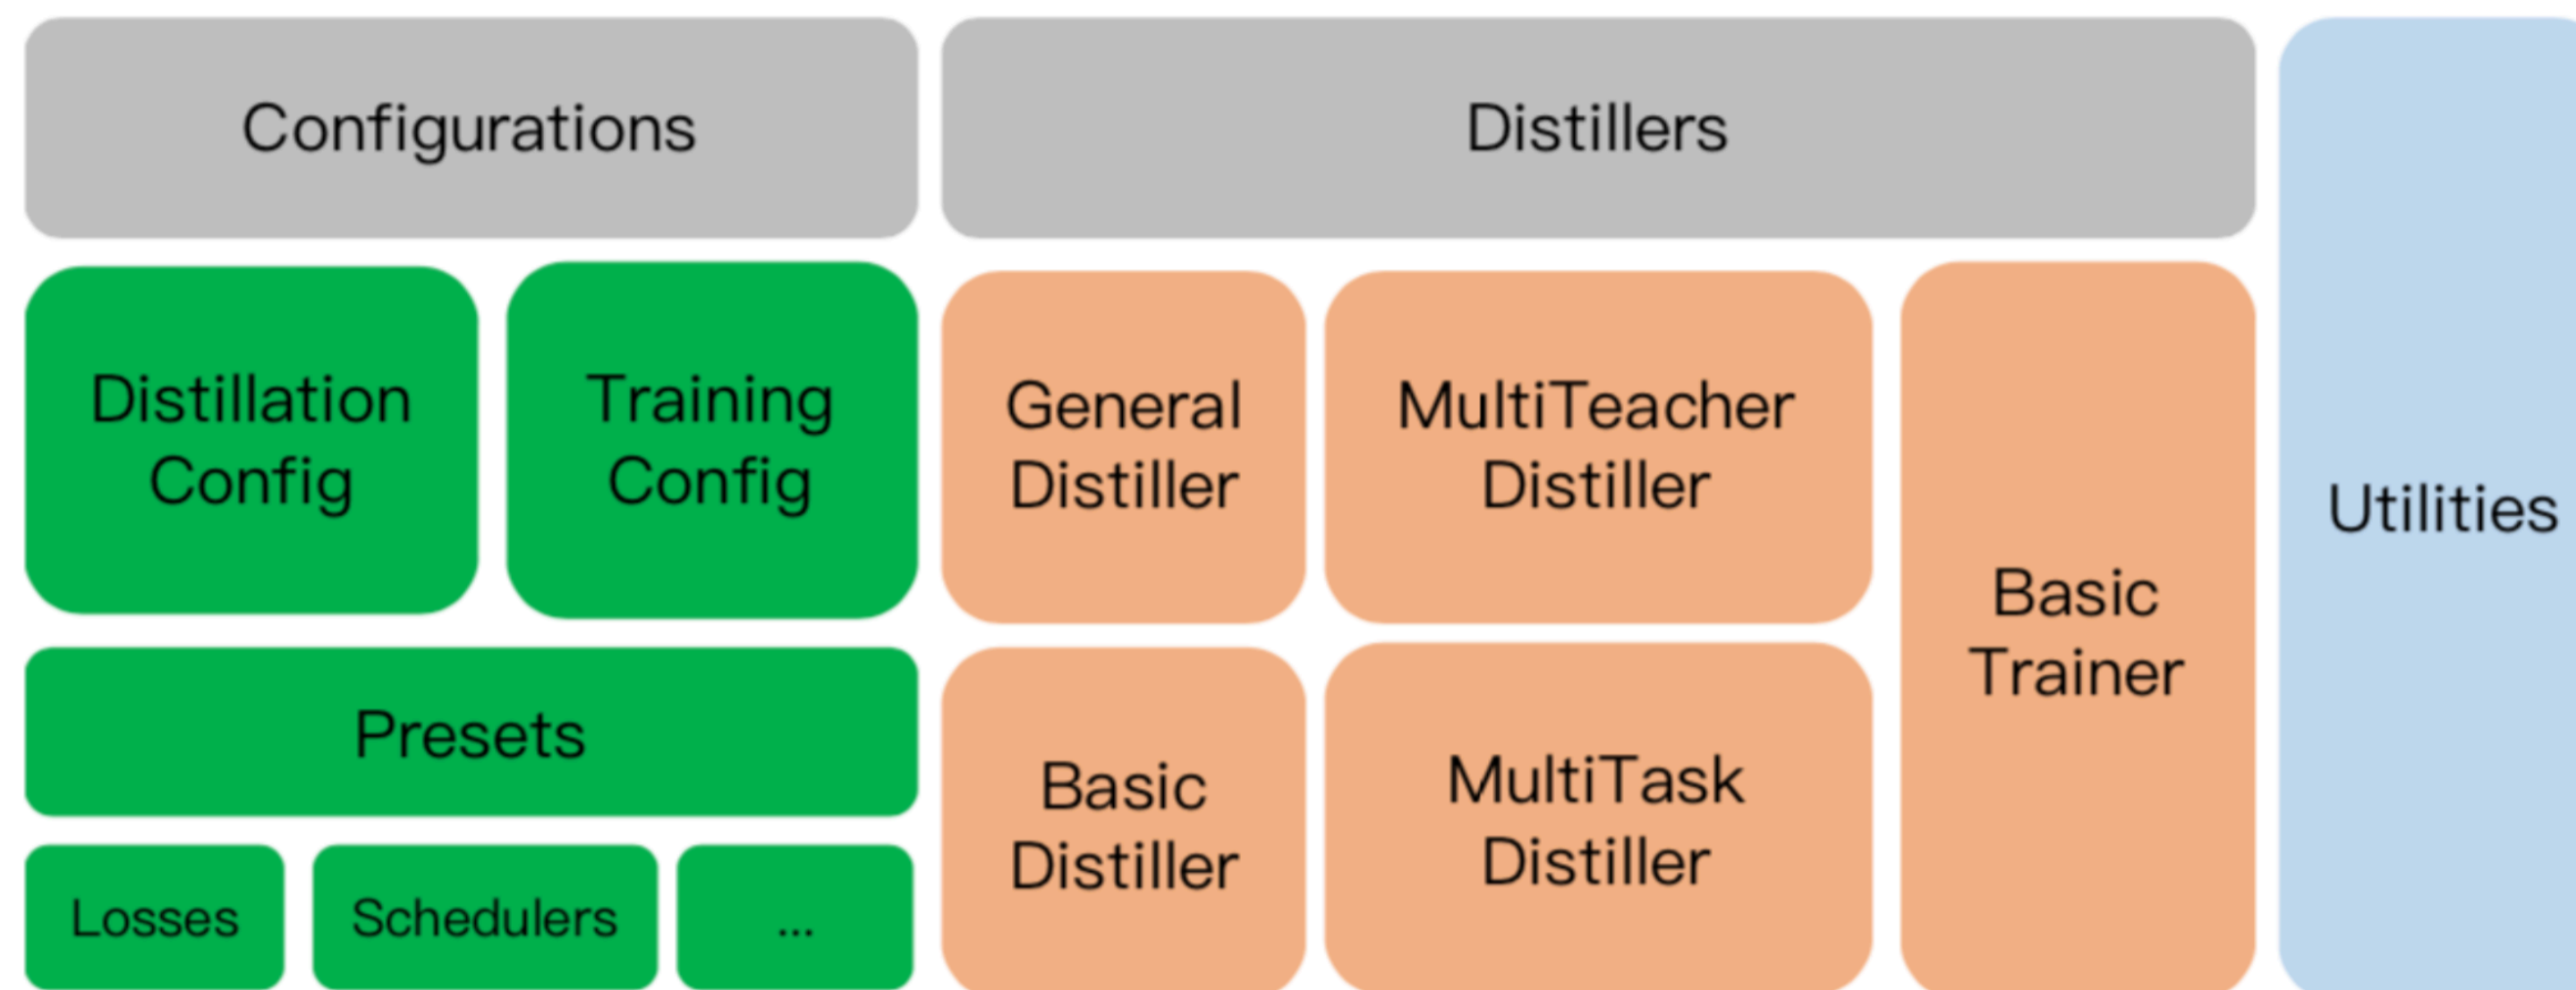 Configurations
Distillers
Utilities
Distillation
Config
Training
Config
General
Distiller
MultiTeacher
Distiller
Basic
Trainer
Presets
Basic
Distiller
MultiTask
Distiller
Losses
Schedulers
...